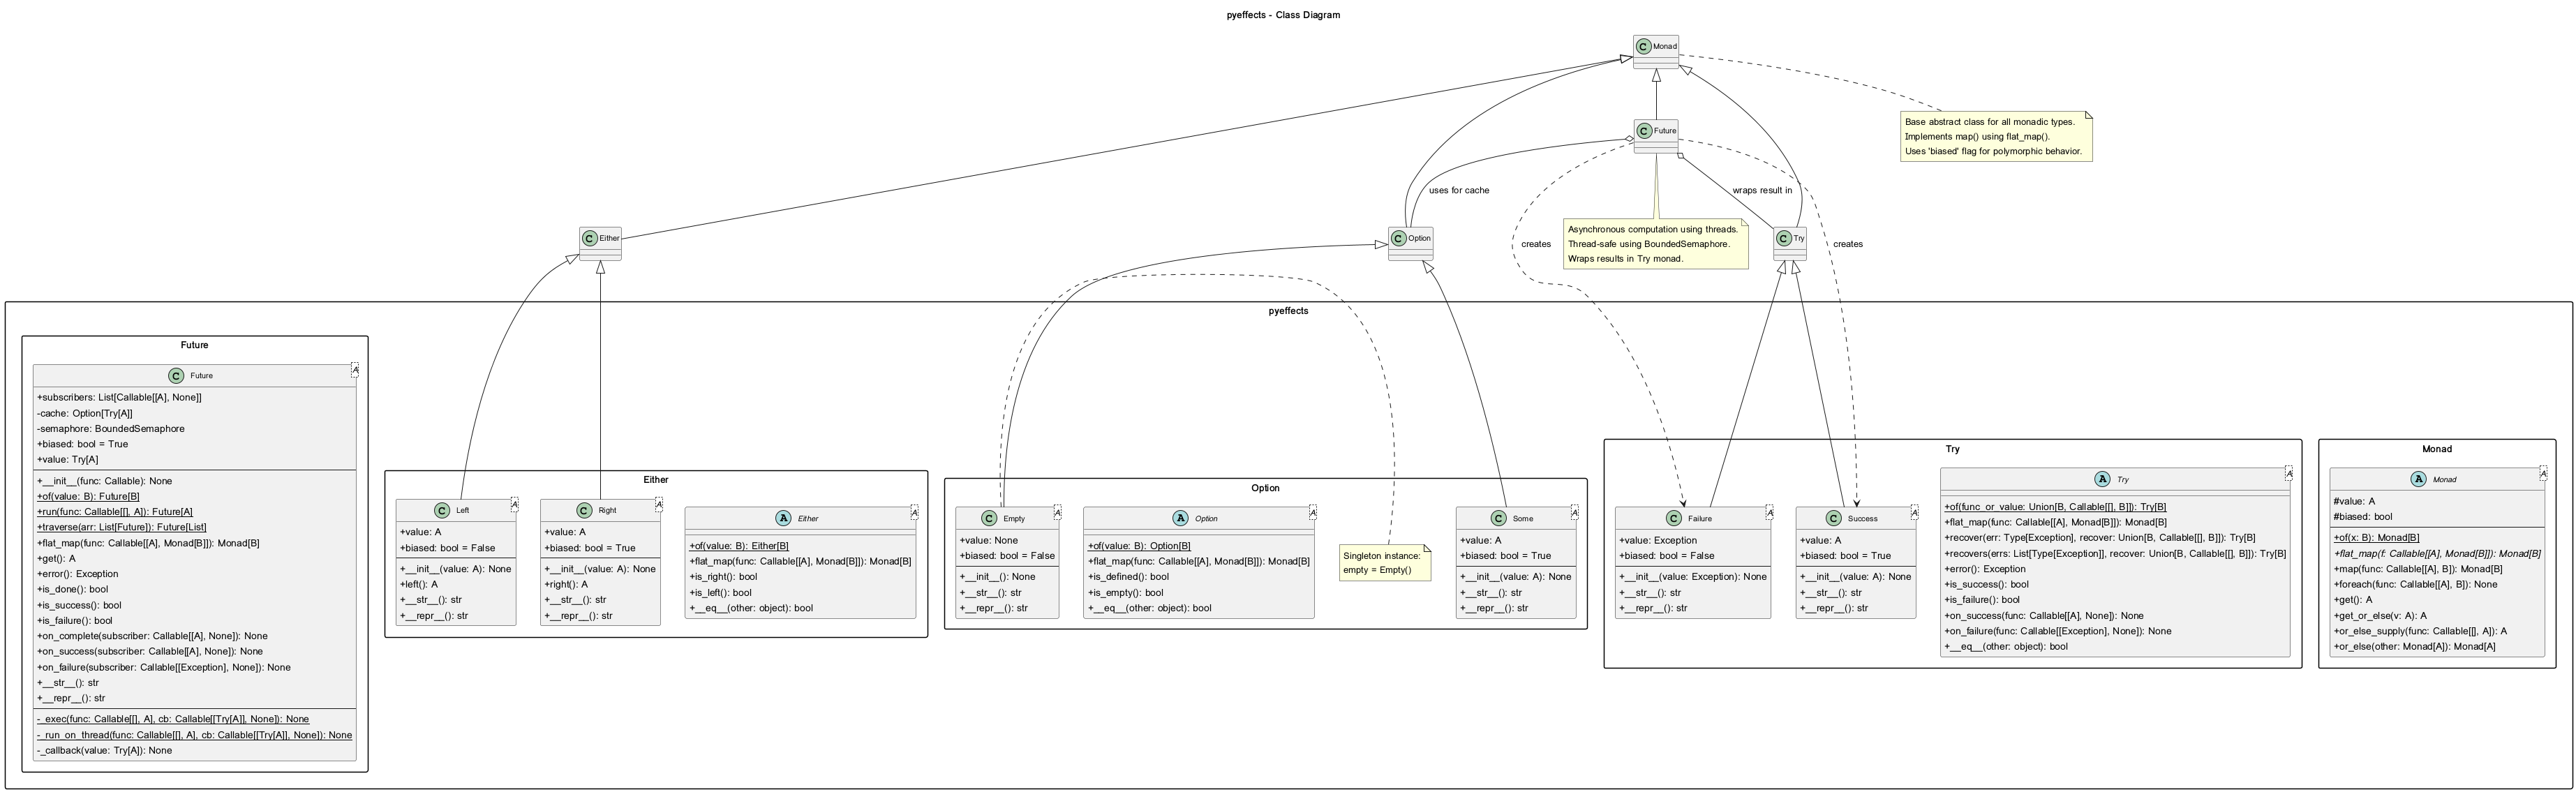 pyeffects - Class Diagram
C Monad
Base abstract class for all monadic types.
Implements map() using flat_map().
Uses 'biased' flag for polymorphic behavior.
C Future
uses for cache
wraps result in
Asynchronous computation using threads.
Thread-safe using BoundedSemaphore.
Wraps results in Try monad.
creates
creates
C Either
C Option
C Try
pyeffects
Future
C Future
A
+subscribers: List[Callable[[A], None]]
-cache: Option[Try[A]]
-semaphore: BoundedSemaphore
+biased: bool = True
+value: Try[A]
+__init__(func: Callable): None
+of(value: B): Future[B]
+run(func: Callable[[], A]): Future[A]
+traverse(arr: List[Future]): Future[List]
+flat_map(func: Callable[[A], Monad[B]]): Monad[B]
+get(): A
+error(): Exception
+is_done(): bool
+is_success(): bool
+is_failure(): bool
+on_complete(subscriber: Callable[[A], None]): None
+on_success(subscriber: Callable[[A], None]): None
+on_failure(subscriber: Callable[[Exception], None]): None
+__str__(): str
+__repr__(): str
-_exec(func: Callable[[], A], cb: Callable[[Try[A]], None]): None
-_run_on_thread(func: Callable[[], A], cb: Callable[[Try[A]], None]): None
-_callback(value: Try[A]): None
Either
C Left
A
+value: A
+biased: bool = False
+__init__(value: A): None
+left(): A
+__str__(): str
+__repr__(): str
C Right
A
+value: A
+biased: bool = True
+__init__(value: A): None
+right(): A
+__str__(): str
+__repr__(): str
A Either
A
+of(value: B): Either[B]
+flat_map(func: Callable[[A], Monad[B]]): Monad[B]
+is_right(): bool
+is_left(): bool
+__eq__(other: object): bool
Option
C Empty
A
+value: None
+biased: bool = False
+__init__(): None
+__str__(): str
+__repr__(): str
A Option
A
+of(value: B): Option[B]
+flat_map(func: Callable[[A], Monad[B]]): Monad[B]
+is_defined(): bool
+is_empty(): bool
+__eq__(other: object): bool
Singleton instance:
empty = Empty()
C Some
A
+value: A
+biased: bool = True
+__init__(value: A): None
+__str__(): str
+__repr__(): str
Try
C Failure
A
+value: Exception
+biased: bool = False
+__init__(value: Exception): None
+__str__(): str
+__repr__(): str
C Success
A
+value: A
+biased: bool = True
+__init__(value: A): None
+__str__(): str
+__repr__(): str
A Try
A
+of(func_or_value: Union[B, Callable[[], B]]): Try[B]
+flat_map(func: Callable[[A], Monad[B]]): Monad[B]
+recover(err: Type[Exception], recover: Union[B, Callable[[], B]]): Try[B]
+recovers(errs: List[Type[Exception]], recover: Union[B, Callable[[], B]]): Try[B]
+error(): Exception
+is_success(): bool
+is_failure(): bool
+on_success(func: Callable[[A], None]): None
+on_failure(func: Callable[[Exception], None]): None
+__eq__(other: object): bool
Monad
A Monad
A
#value: A
#biased: bool
+of(x: B): Monad[B]
+flat_map(f: Callable[[A], Monad[B]]): Monad[B]
+map(func: Callable[[A], B]): Monad[B]
+foreach(func: Callable[[A], B]): None
+get(): A
+get_or_else(v: A): A
+or_else_supply(func: Callable[[], A]): A
+or_else(other: Monad[A]): Monad[A]